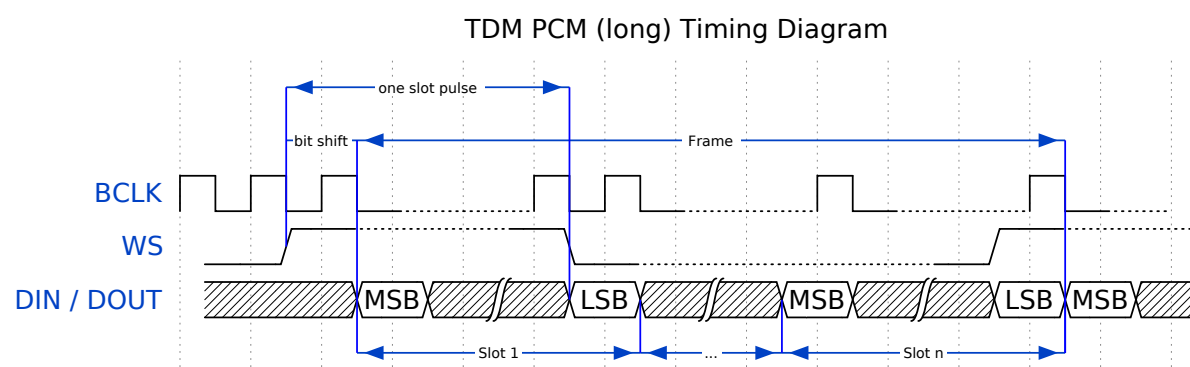 TDM PCM (long) Timing Diagram
one slot pulse
bit shift
Frame
BCLK
WS
DIN / DOUT
MSB
LSB
MSB
LSB
MSB
Slot 1
...
Slot n